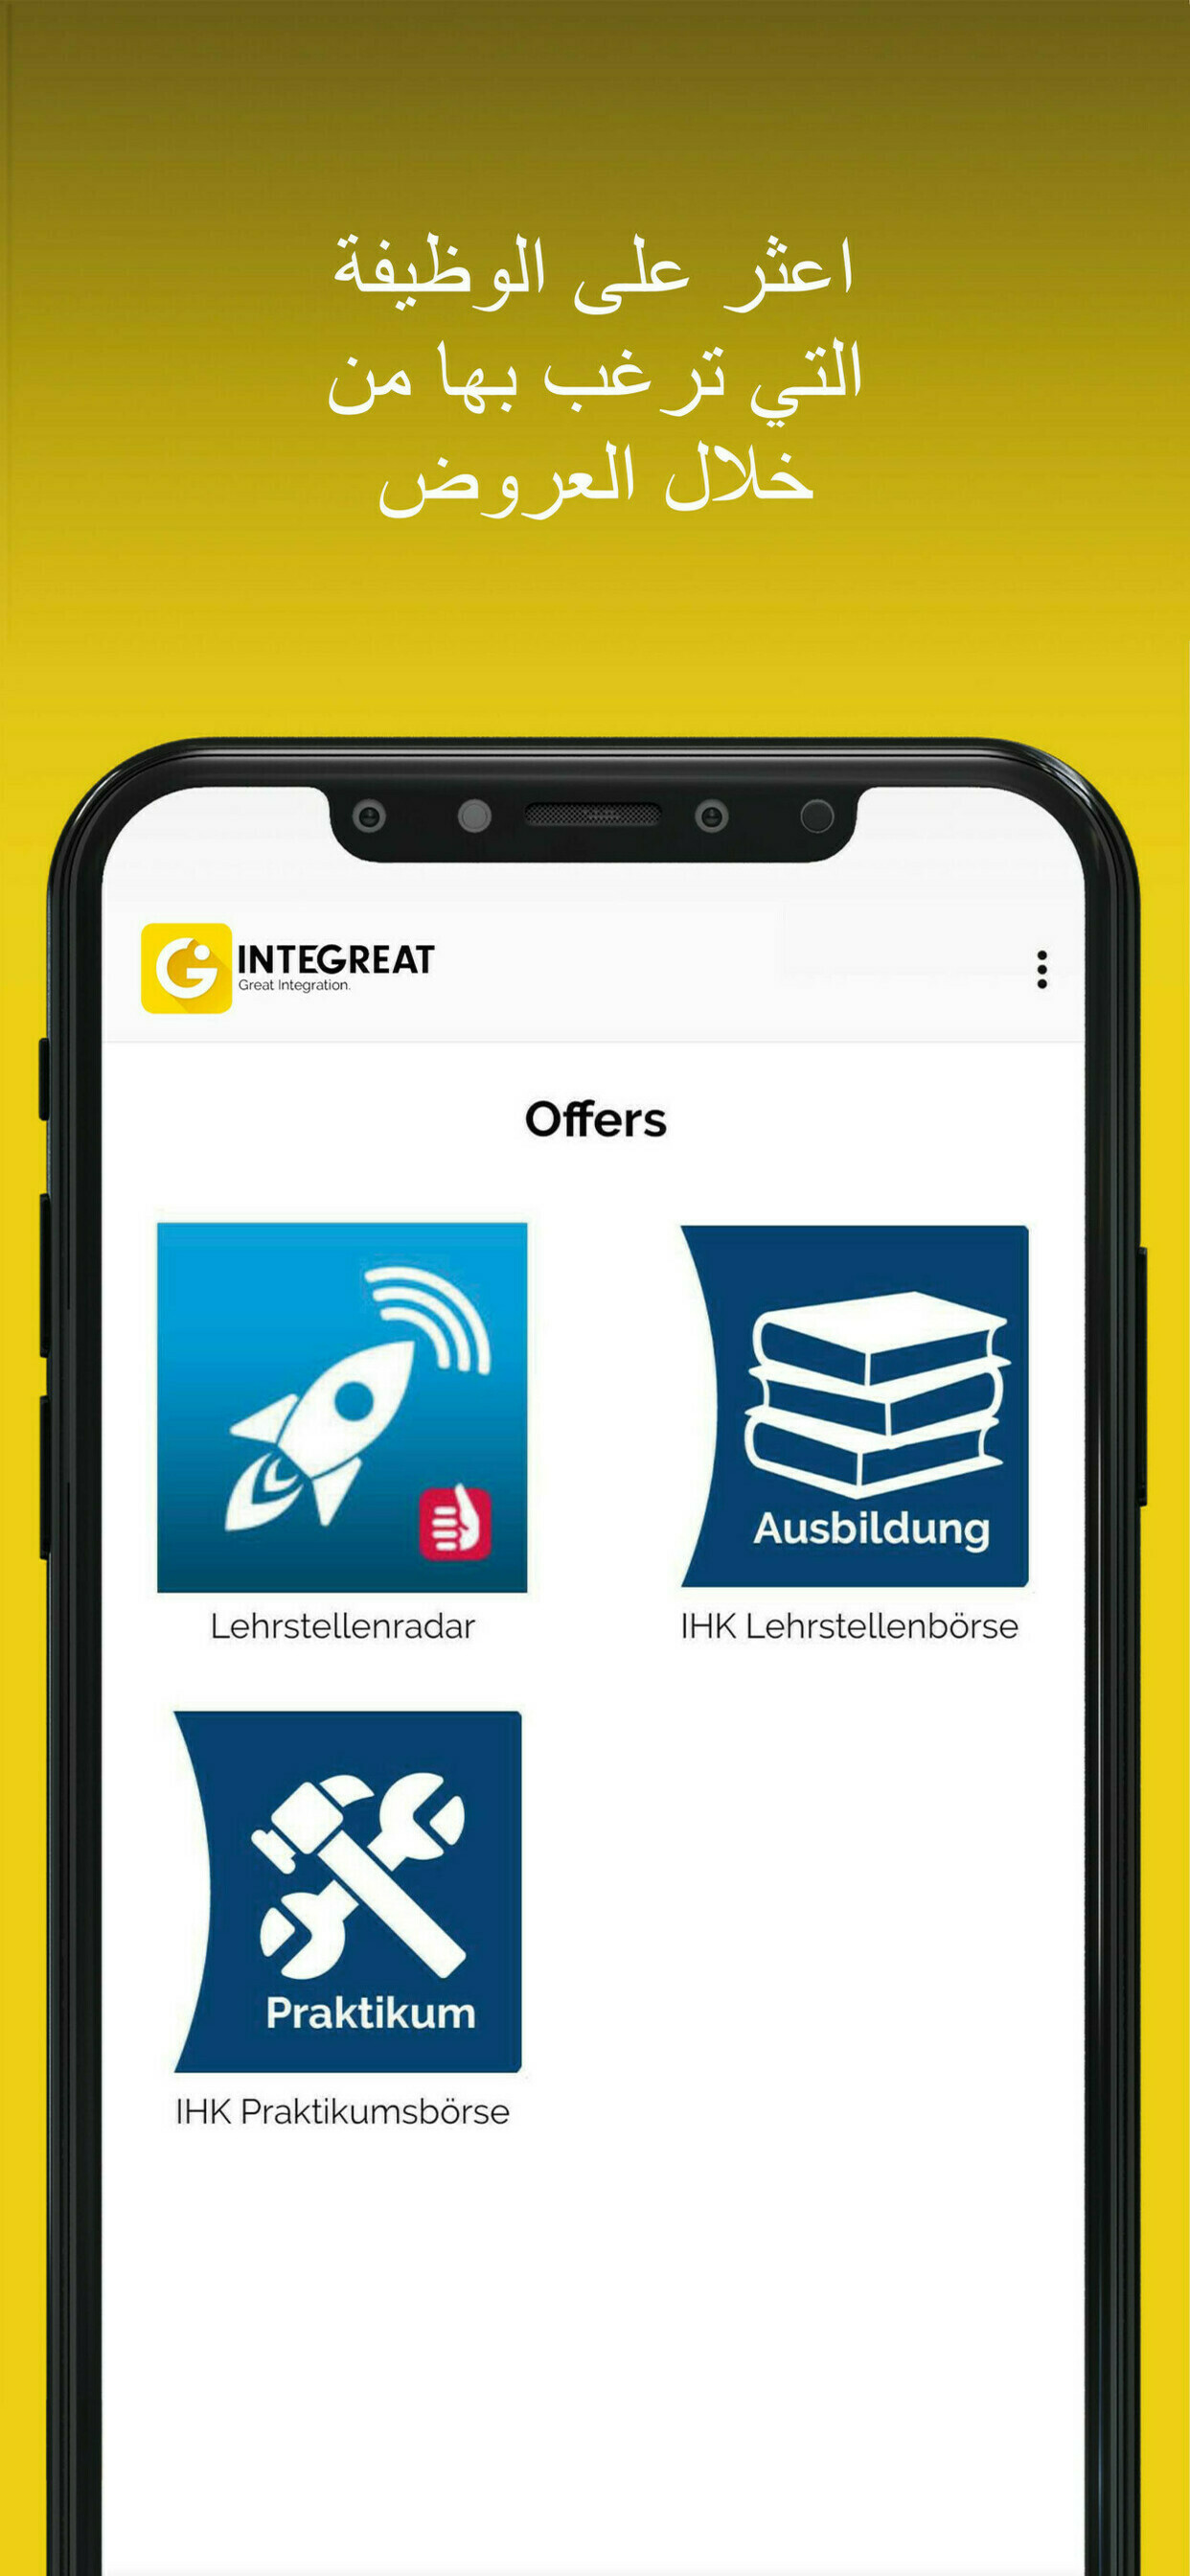 اعثر على الوظيفة
التي ترغب بها من
خلال العروض
INTEGREAT
Great Integration.
Offers
Ausbildung
Lehrstellenradar
IHK Lehrstellenbörse
Praktikum
IHK Praktikumsbörse